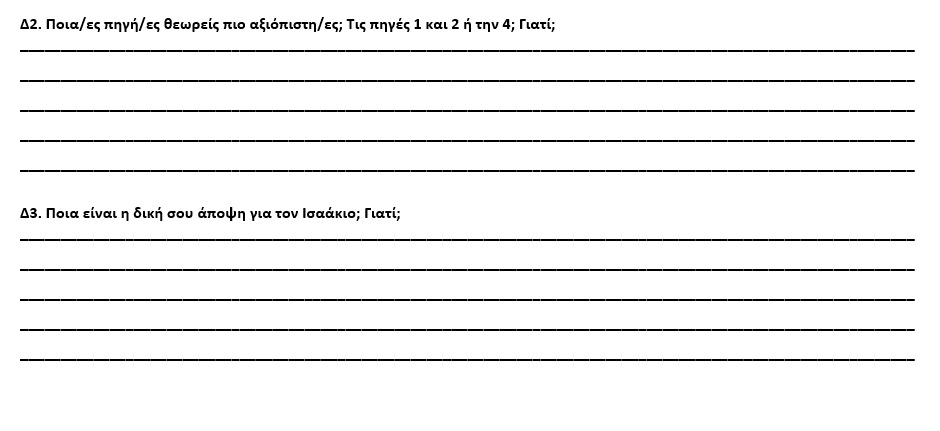 Δ2. Ποια/ες πηγή/ες θεωρείς πιο αξιόπιστη/ες; Τις πηγές 1 και 2 ή την 4; Γιατί;
Δ3. Ποια είναι η δική σου άποψη για τον Ισαάκιο; Γιατί;